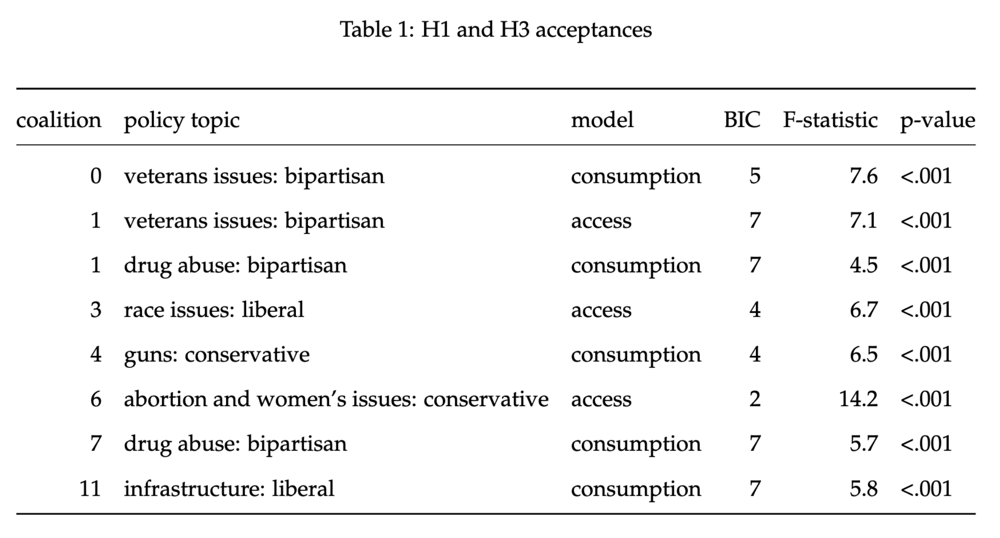 Table 1: H1 and H3 acceptances
coalition policy topic model BIC F-statistic p-value
0 veterans issues: bipartisan consumption 5 7.6 <.001
1 veterans issues: bipartisan access 7 7.1 <.001
1 drug abuse: bipartisan consumption 7 4.5 <.001
3 race issues: liberal access 4 6.7 <.001
4 guns: conservative consumption 4 6.5 <.001
6 abortion and women’s issues: conservative access 2 14.2 <.001
7 drug abuse: bipartisan consumption 7 5.7 <.001
11 infrastructure: liberal consumption 7 5.8 <.001